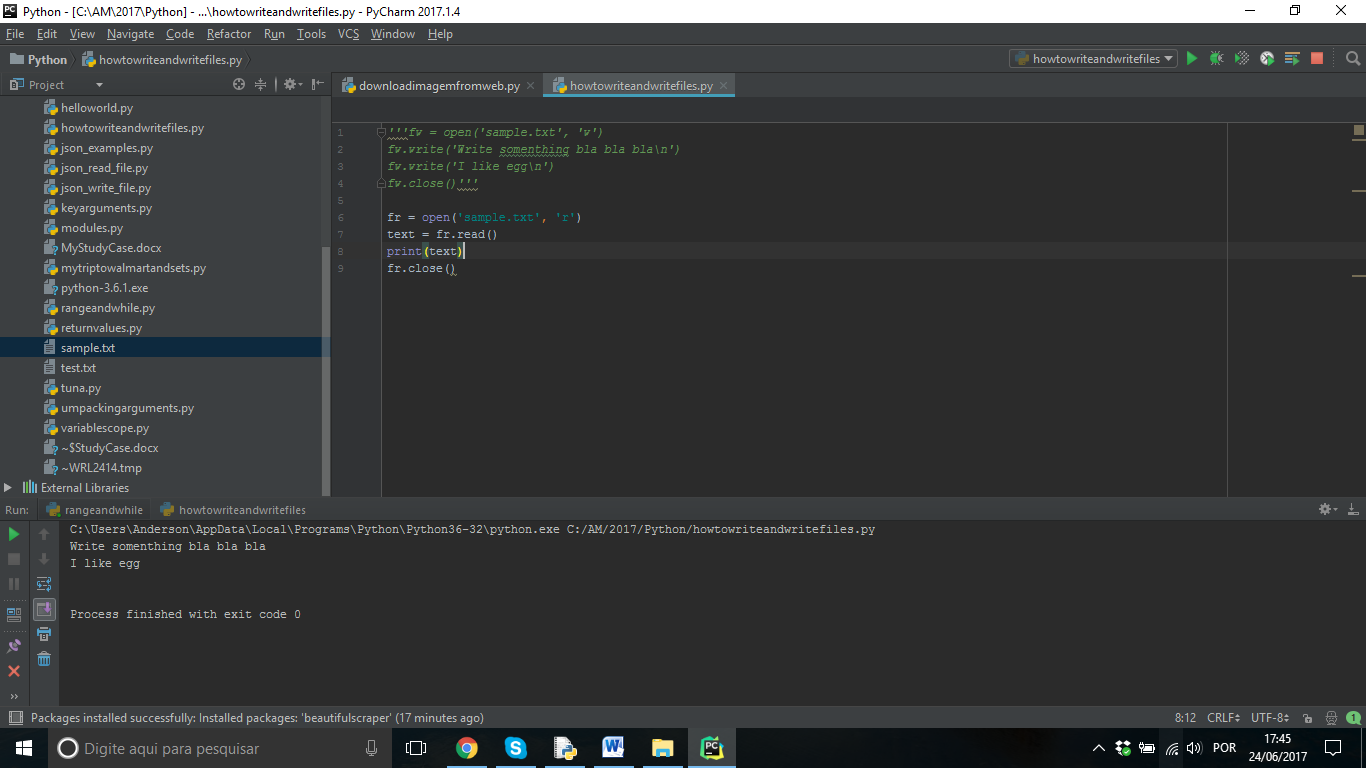 Python - [C:\AM\2017\Python] - ...\howtowriteandwritefiles.py - PyCharm 2017.1.4
File Edit View Navigate Code Refactor Run Tools VCS Window Help
Python howtowriteandwritefiles.py howtowriteandwritefiles
Project downloadimagemfromweb.py howtowriteandwritefiles.py
helloworld.py
howtowriteandwritefiles.py
json_examples.py
json_read_file.py
json_write_file.py
keyarguments.py
modules.py
MyStudyCase.docx
mytriptowalmartandsets.py
python-3.6.1.exe
rangeandwhile.py
returnvalues.py
sample.txt
test.txt
tuna.py
umpackingarguments.py
variablescope.py
~$StudyCase.docx
~WRL2414.tmp
External Libraries
1 '''fw = open('sample.txt', 'w')
2 fw.write('Write somenthing bla bla bla\n')
3 fw.write('I like egg\n')
4 fw.close()'''
5
6 fr = open('sample.txt', 'r')
7 text = fr.read()
8 print(text)
9 fr.close()
Run: rangeandwhile howtowriteandwritefiles
C:\Users\Anderson\AppData\Local\Programs\Python\Python36-32\python.exe C:/AM/2017/Python/howtowriteandwritefiles.py
Write somenthing bla bla bla
I like egg
Process finished with exit code 0
Packages installed successfully: Installed packages: 'beautifulscraper' (17 minutes ago) 8:12 CRLF UTF-8 1
Digite aqui para pesquisar POR 17:45
24/06/2017